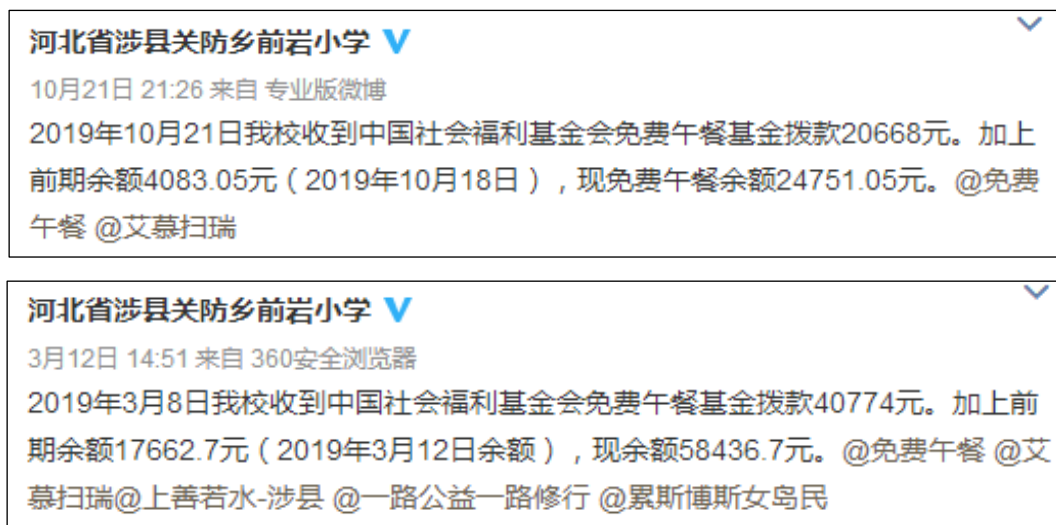 河北省涉县关防乡前岩小学
10月21日 21:26 来自 专业版微博
2019年10月21日我校收到中国社会福利基金会免费午餐基金拨款20668元。加上
前期余额4083.05元（2019年10月18日），现免费午餐余额24751.05元。@免费
午餐 @艾慕扫瑞
河北省涉县关防乡前岩小学
3月12日 14:51 来自 360安全浏览器
2019年3月8日我校收到中国社会福利基金会免费午餐基金拨款40774元。加上前
期余额17662.7元（2019年3月12日余额），现余额58436.7元。@免费午餐 @艾
慕扫瑞@上善若水-涉县 @一路公益一路修行 @累斯博斯女岛民